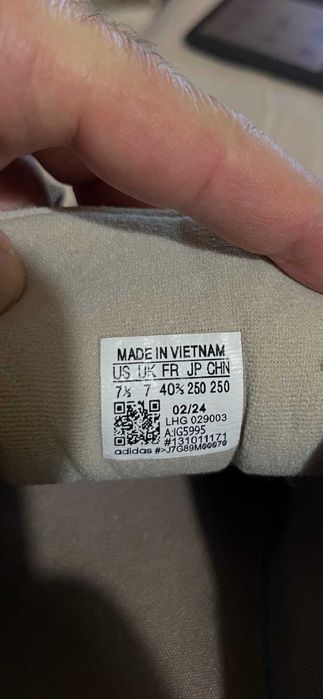 MADE IN VIETNAM
US UK FR JP CHN
7½ 7 40⅔ 250 250
02/24
LHG 029003
A:IG5995
#131011171
adidas #>J7G89M00070